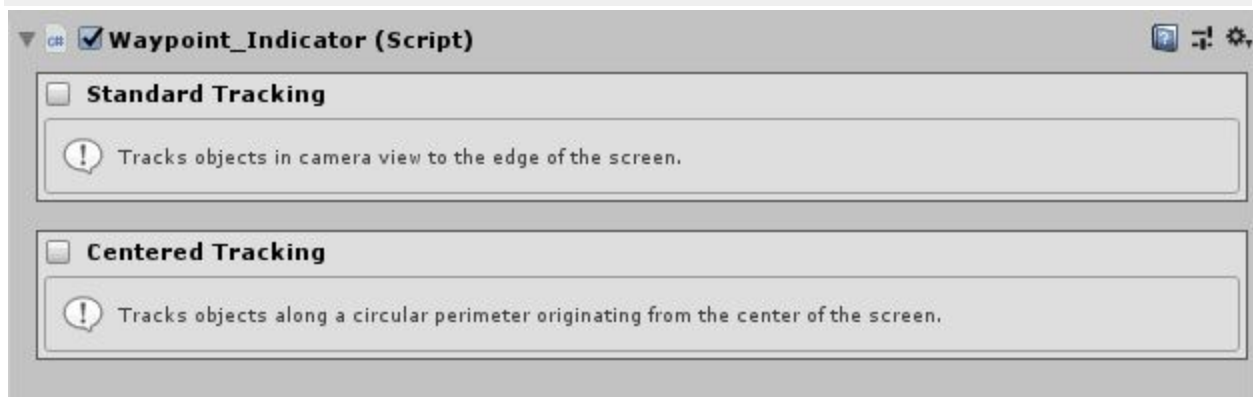 Waypoint_Indicator (Script)
Standard Tracking
Tracks objects in camera view to the edge of the screen.
Centered Tracking
Tracks objects along a circular perimeter originating from the center of the screen.